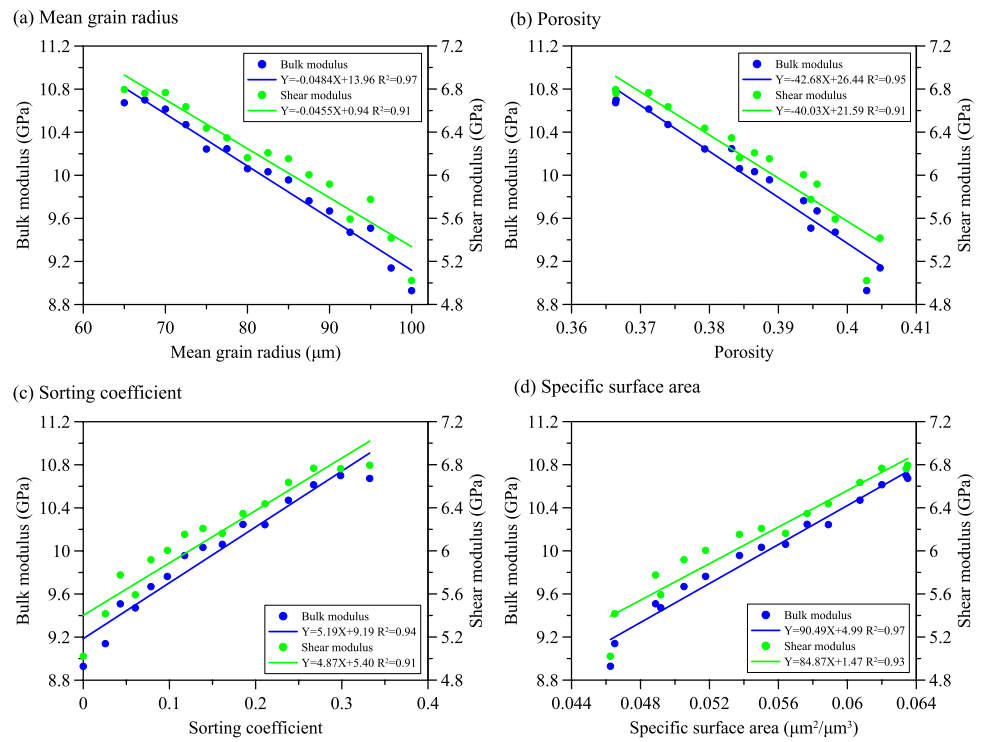 (a) Mean grain radius
11.2
10.8
10.4
10
9.6
9.2
8.8
Bulk modulus (GPa)
7.2
6.8
6.4
6
5.6
5.2
4.8
Shear modulus (GPa)
Bulk modulus
Y=-0.0484X+13.96 R²=0.97
Shear modulus
Y=-0.0455X+0.94 R²=0.91
60 70 80 90 100
Mean grain radius (μm)
(b) Porosity
11.2
10.8
10.4
10
9.6
9.2
8.8
Bulk modulus (GPa)
7.2
6.8
6.4
6
5.6
5.2
4.8
Shear modulus (GPa)
Bulk modulus
Y=-42.68X+26.44 R²=0.95
Shear modulus
Y=-40.03X+21.59 R²=0.91
0.36 0.37 0.38 0.39 0.4 0.41
Porosity
(c) Sorting coefficient
11.2
10.8
10.4
10
9.6
9.2
8.8
Bulk modulus (GPa)
7.2
6.8
6.4
6
5.6
5.2
4.8
Shear modulus (GPa)
Bulk modulus
Y=5.19X+9.19 R²=0.94
Shear modulus
Y=4.87X+5.40 R²=0.91
0 0.1 0.2 0.3 0.4
Sorting coefficient
(d) Specific surface area
11.2
10.8
10.4
10
9.6
9.2
8.8
Bulk modulus (GPa)
7.2
6.8
6.4
6
5.6
5.2
4.8
Shear modulus (GPa)
Bulk modulus
Y=90.49X+4.99 R²=0.97
Shear modulus
Y=84.87X+1.47 R²=0.93
0.044 0.048 0.052 0.056 0.06 0.064
Specific surface area (μm²/μm³)